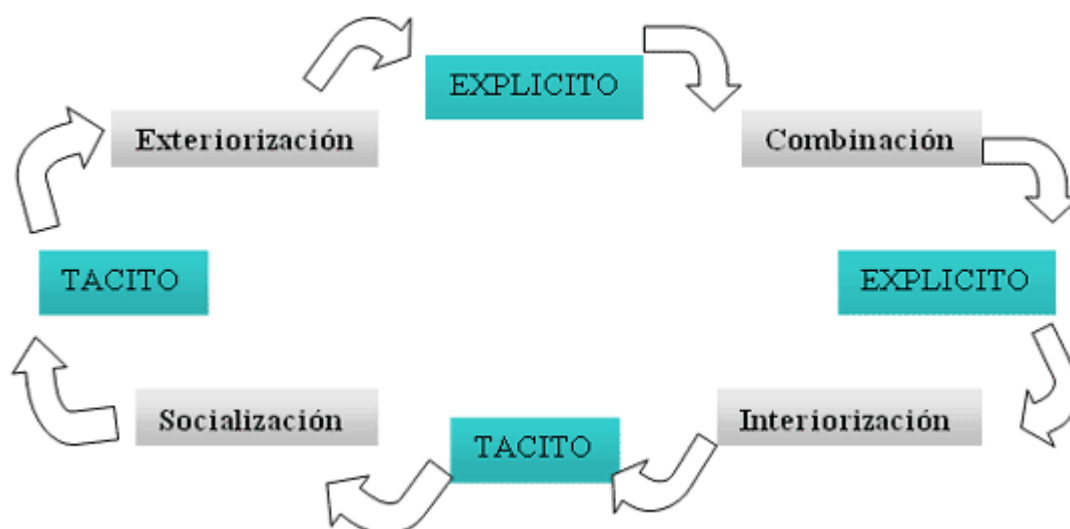 EXPLICITO
Exteriorización
Combinación
TACITO
EXPLICITO
Socialización
Interiorización
TACITO